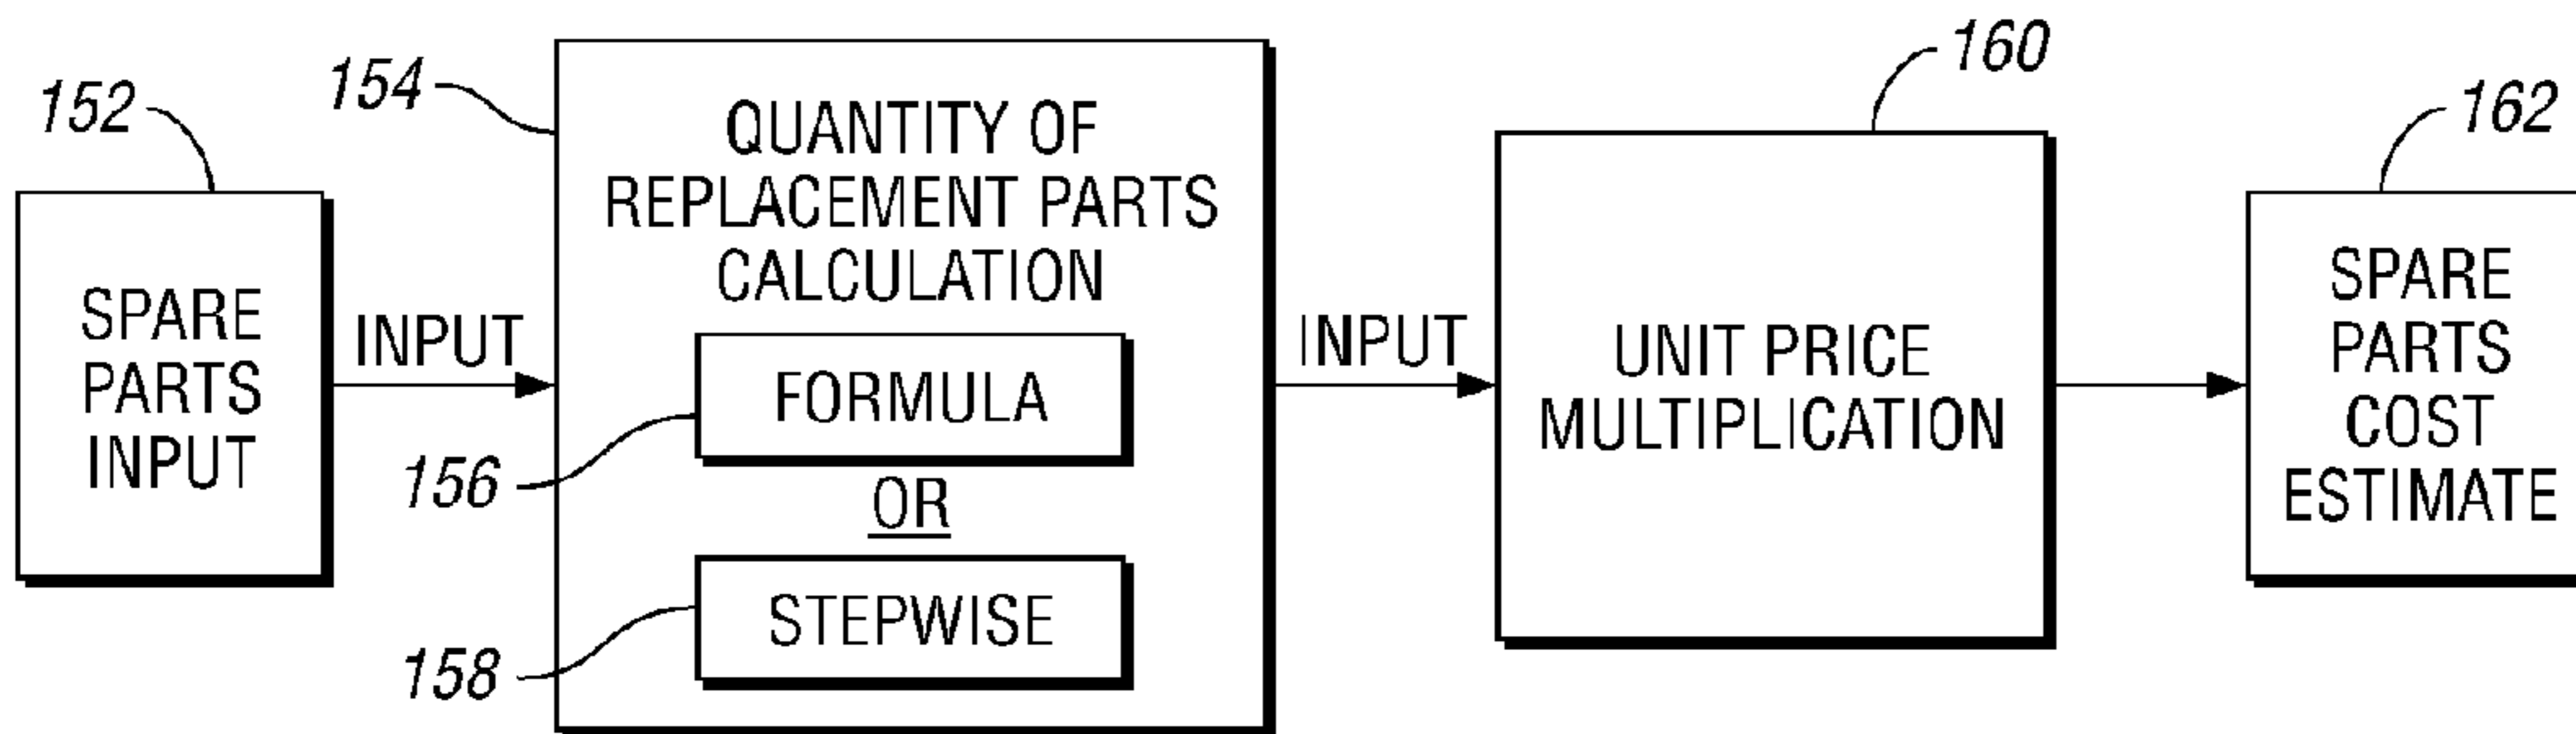 152
SPARE
PARTS
INPUT
INPUT
154
QUANTITY OF
REPLACEMENT PARTS
CALCULATION
FORMULA
156
OR
STEPWISE
158
INPUT
160
UNIT PRICE
MULTIPLICATION
162
SPARE
PARTS
COST
ESTIMATE